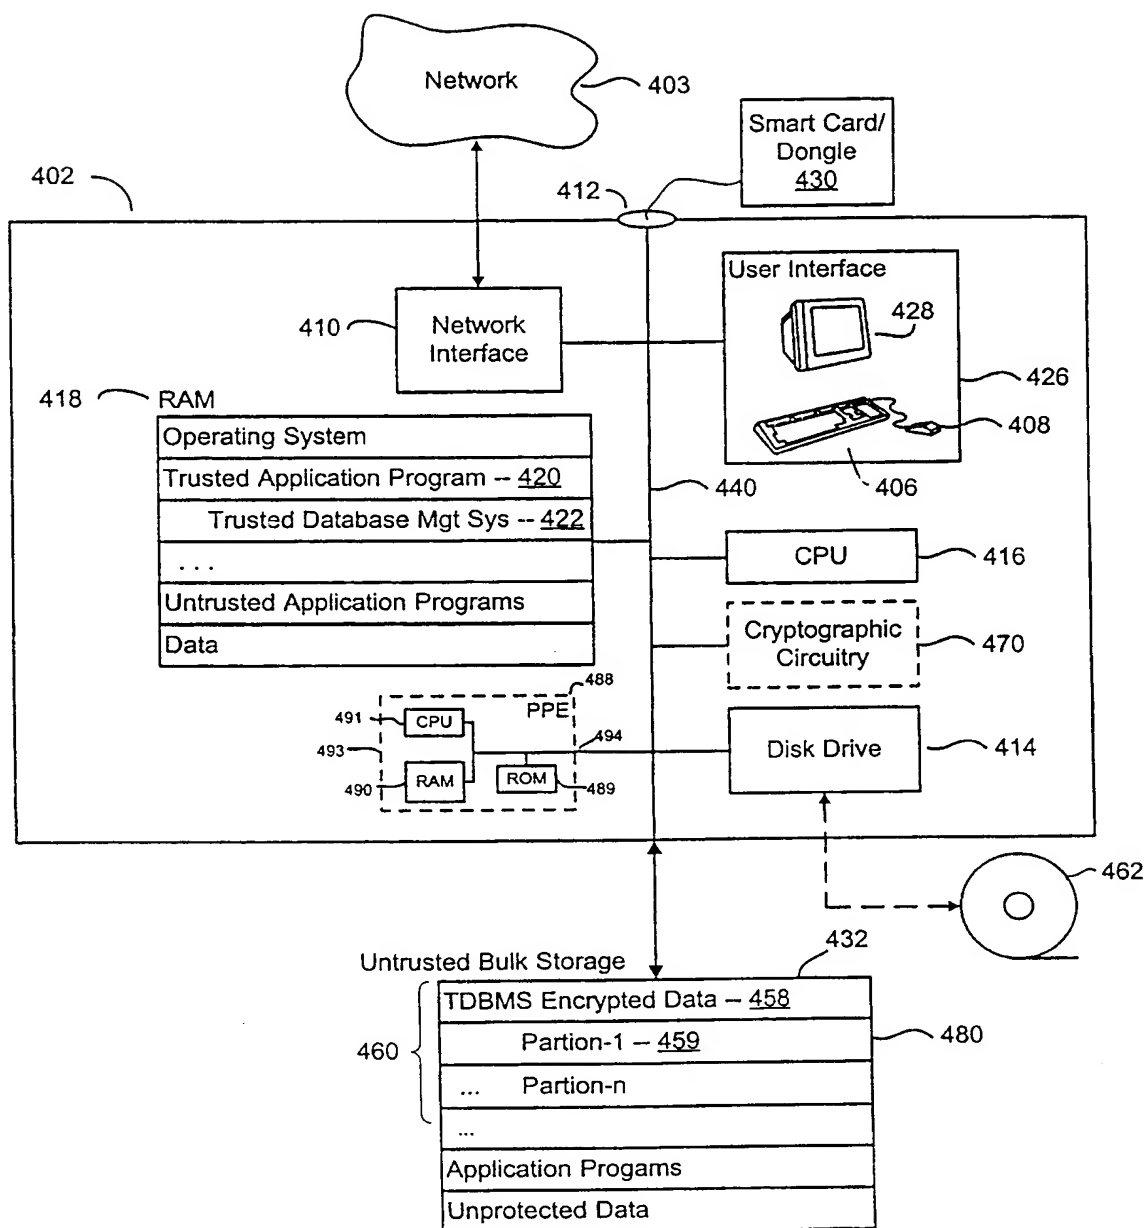 Network
403
Smart Card/
Dongle
430
402
412
User Interface
428
410
Network
Interface
426
418
RAM
408
Operating System
406
Trusted Application Program -- 420
440
Trusted Database Mgt Sys -- 422
CPU
416
. . .
Untrusted Application Programs
Cryptographic
Circuitry
470
Data
488
PPE
491
CPU
494
493
Disk Drive
414
490
RAM
ROM
489
462
432
Untrusted Bulk Storage
TDBMS Encrypted Data -- 458
460
Partion-1 -- 459
480
... Partion-n
...
Application Progams
Unprotected Data